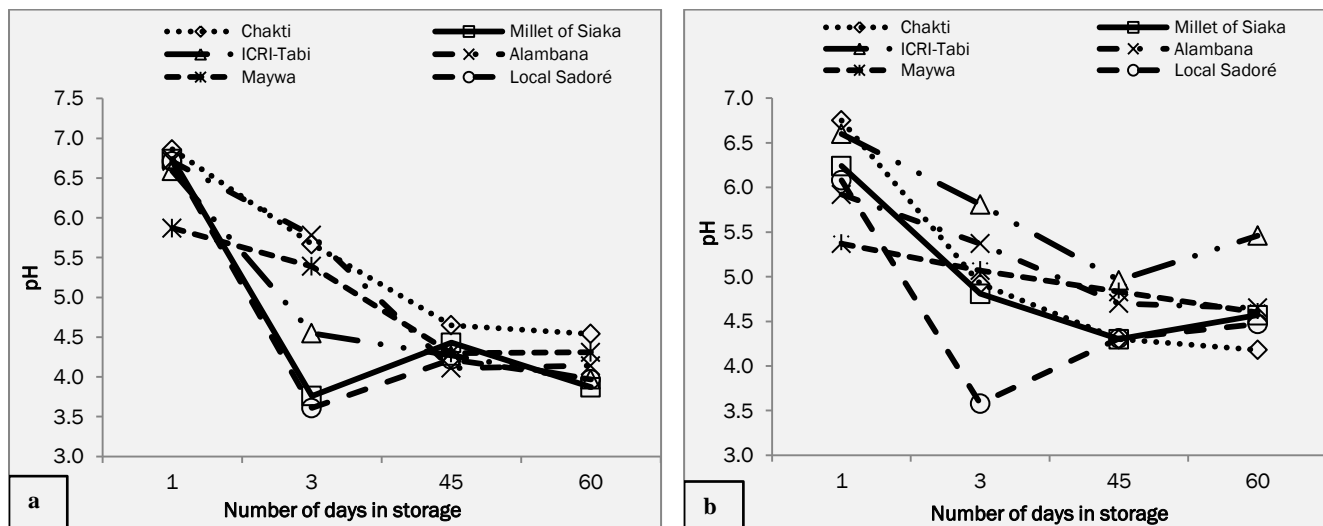 Chakti Millet of Siaka
ICRI-Tabi Alambana
Maywa Local Sadoré
7.5
7.0
6.5
6.0
5.5
5.0
4.5
4.0
3.5
3.0
pH
1 3 45 60
Number of days in storage
a
Chakti Millet of Siaka
ICRI-Tabi Alambana
Maywa Local Sadoré
7.0
6.5
6.0
5.5
5.0
4.5
4.0
3.5
3.0
pH
1 3 45 60
Number of days in storage
b